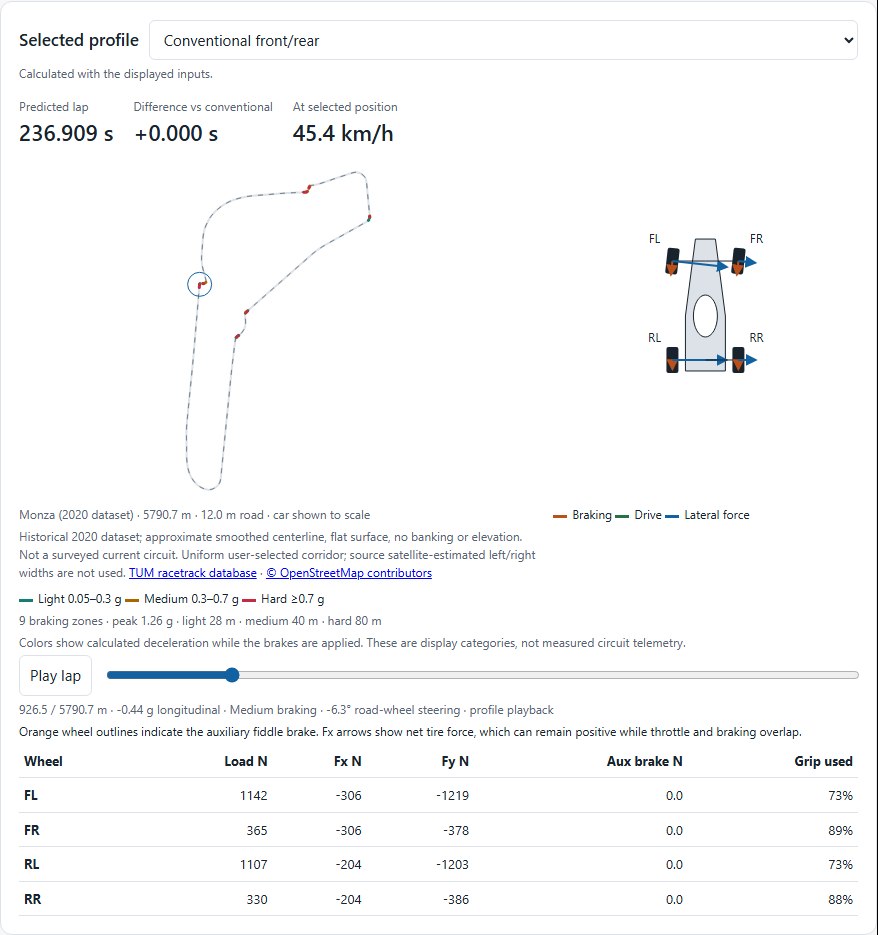 Selected profile Conventional front/rear
Calculated with the displayed inputs.
Predicted lap Difference vs conventional At selected position
236.909 s +0.000 s 45.4 km/h
FL FR
RL RR
Monza (2020 dataset) · 5790.7 m · 12.0 m road · car shown to scale
Braking Drive Lateral force
Historical 2020 dataset; approximate smoothed centerline, flat surface, no banking or elevation.
Not a surveyed current circuit. Uniform user-selected corridor; source satellite-estimated left/right
widths are not used. TUM racetrack database · © OpenStreetMap contributors
Light 0.05–0.3 g Medium 0.3–0.7 g Hard ≥0.7 g
9 braking zones · peak 1.26 g · light 28 m · medium 40 m · hard 80 m
Colors show calculated deceleration while the brakes are applied. These are display categories, not measured circuit telemetry.
Play lap
926.5 / 5790.7 m · -0.44 g longitudinal · Medium braking · -6.3° road-wheel steering · profile playback
Orange wheel outlines indicate the auxiliary fiddle brake. Fx arrows show net tire force, which can remain positive while throttle and braking overlap.
Wheel Load N Fx N Fy N Aux brake N Grip used
FL 1142 -306 -1219 0.0 73%
FR 365 -306 -378 0.0 89%
RL 1107 -204 -1203 0.0 73%
RR 330 -204 -386 0.0 88%